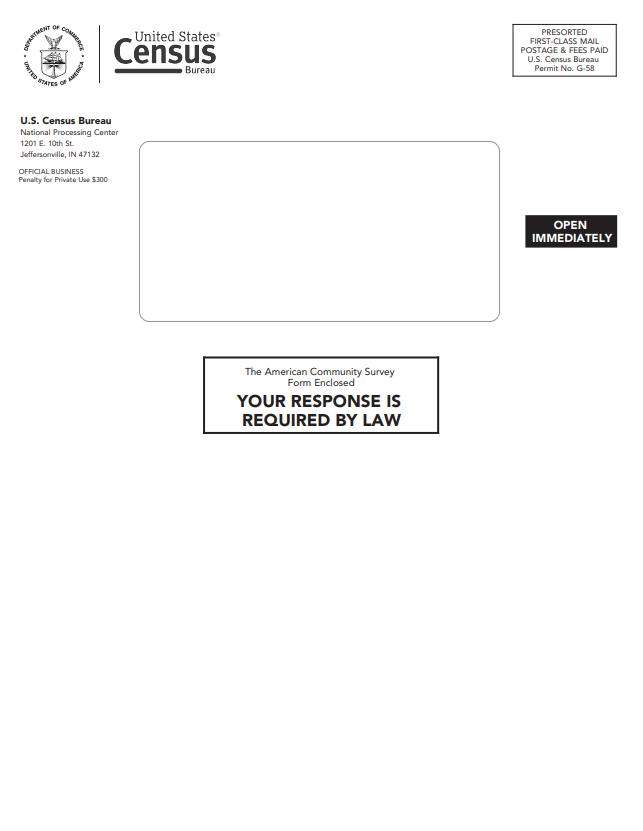 DEPARTMENT OF COMMERCE
UNITED STATES OF AMERICA
United States®
Census
Bureau
PRESORTED
FIRST-CLASS MAIL
POSTAGE & FEES PAID
U.S. Census Bureau
Permit No. G-58
U.S. Census Bureau
National Processing Center
1201 E. 10th St.
Jeffersonville, IN 47132
OFFICIAL BUSINESS
Penalty for Private Use $300
OPEN
IMMEDIATELY
The American Community Survey
Form Enclosed
YOUR RESPONSE IS
REQUIRED BY LAW